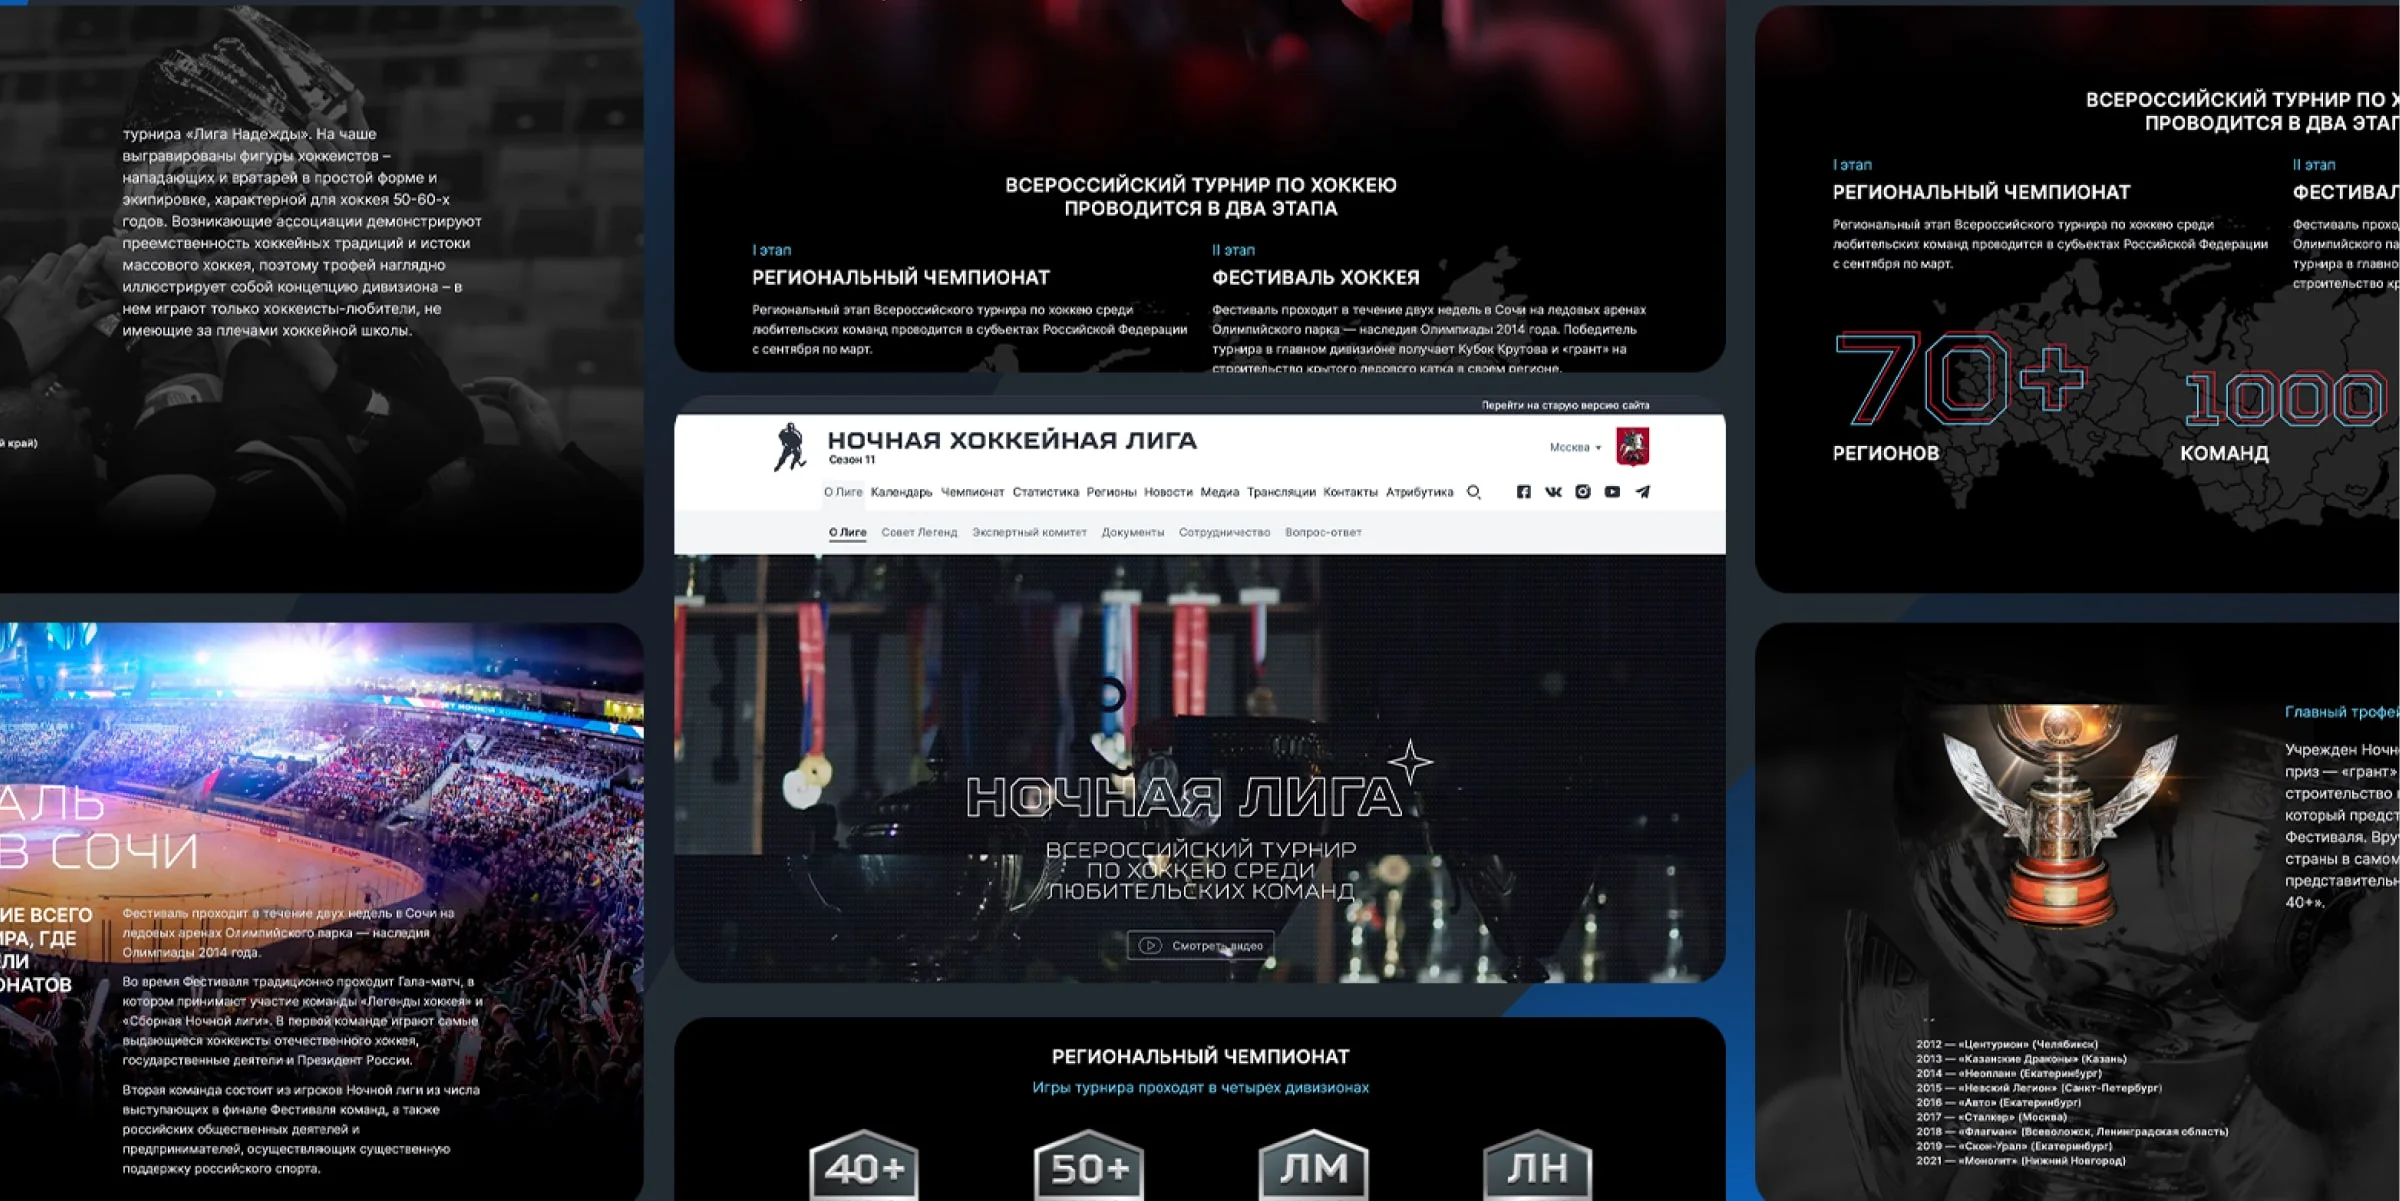 турнира «Лига Надежды». На чаше
выгравированы фигуры хоккеистов –
нападающих и вратарей в простой форме и
экипировке, характерной для хоккея 50-60-х
годов. Возникающие ассоциации демонстрируют
преемственность хоккейных традиций и истоки
массового хоккея, поэтому трофей наглядно
иллюстрирует собой концепцию дивизиона – в
нем играют только хоккеисты-любители, не
имеющие за плечами хоккейной школы.
й край)
АЛЬ
В СОЧИ
ИЕ ВСЕГО
ИРА, ГДЕ
ЛИ
ОНАТОВ
Фестиваль проходит в течение двух недель в Сочи на
ледовых аренах Олимпийского парка — наследия
Олимпиады 2014 года.
Во время Фестиваля традиционно проходит Гала-матч, в
котором принимают участие команды «Легенды хоккея» и
«Сборная Ночной лиги». В первой команде играют самые
выдающиеся хоккеисты отечественного хоккея,
государственные деятели и Президент России.
Вторая команда состоит из игроков Ночной лиги из числа
выступающих в финале Фестиваля команд, а также
российских общественных деятелей и
предпринимателей, осуществляющих существенную
поддержку российского спорта.
ВСЕРОССИЙСКИЙ ТУРНИР ПО ХОККЕЮ
ПРОВОДИТСЯ В ДВА ЭТАПА
I этап
РЕГИОНАЛЬНЫЙ ЧЕМПИОНАТ
Региональный этап Всероссийского турнира по хоккею среди
любительских команд проводится в субъектах Российской Федерации
с сентября по март.
II этап
ФЕСТИВАЛЬ ХОККЕЯ
Фестиваль проходит в течение двух недель в Сочи на ледовых аренах
Олимпийского парка — наследия Олимпиады 2014 года. Победитель
турнира в главном дивизионе получает Кубок Крутова и «грант» на
строительство крытого ледового катка в своем регионе.
Перейти на старую версию сайта
НОЧНАЯ ХОККЕЙНАЯ ЛИГА
Сезон 11
Москва
О Лиге Календарь Чемпионат Статистика Регионы Новости Медиа Трансляции Контакты Атрибутика
О Лиге Совет Легенд Экспертный комитет Документы Сотрудничество Вопрос-ответ
НОЧНАЯ ЛИГА
ВСЕРОССИЙСКИЙ ТУРНИР
ПО ХОККЕЮ СРЕДИ
ЛЮБИТЕЛЬСКИХ КОМАНД
Смотреть видео
РЕГИОНАЛЬНЫЙ ЧЕМПИОНАТ
Игры турнира проходят в четырех дивизионах
40+ 50+ ЛМ ЛН
ВСЕРОССИЙСКИЙ ТУРНИР ПО Х
ПРОВОДИТСЯ В ДВА ЭТАП
I этап
РЕГИОНАЛЬНЫЙ ЧЕМПИОНАТ
Региональный этап Всероссийского турнира по хоккею среди
любительских команд проводится в субъектах Российской Федерации
с сентября по март.
II этап
ФЕСТИВАЛ
Фестиваль прохо
Олимпийского па
турнира в главно
строительство кр
70+
РЕГИОНОВ
1000
КОМАНД
Главный трофей
Учрежден Ночн
приз — «грант»
строительство
который предст
Фестиваля. Вру
страны в самом
представительн
40+».
2012 — «Центурион» (Челябинск)
2013 — «Казанские Драконы» (Казань)
2014 — «Неоплан» (Екатеринбург)
2015 — «Невский Легион» (Санкт-Петербург)
2016 — «Авто» (Екатеринбург)
2017 — «Сталкер» (Москва)
2018 — «Флагман» (Всеволожск, Ленинградская область)
2019 — «Скон-Урал» (Екатеринбург)
2021 — «Монолит» (Нижний Новгород)